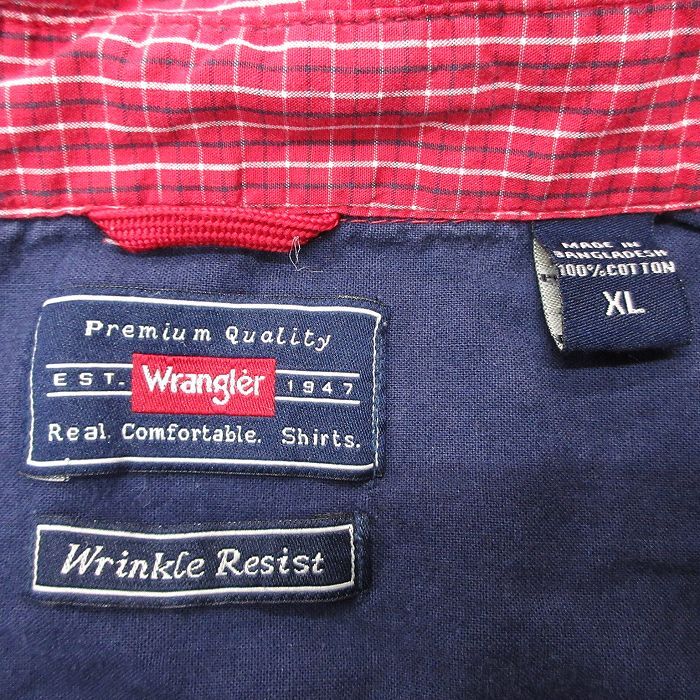 MADE IN
BANGLADESH
100% COTTON
XL
Premium Quality
EST. Wrangler 1947
Real. Comfortable. Shirts.
Wrinkle Resist